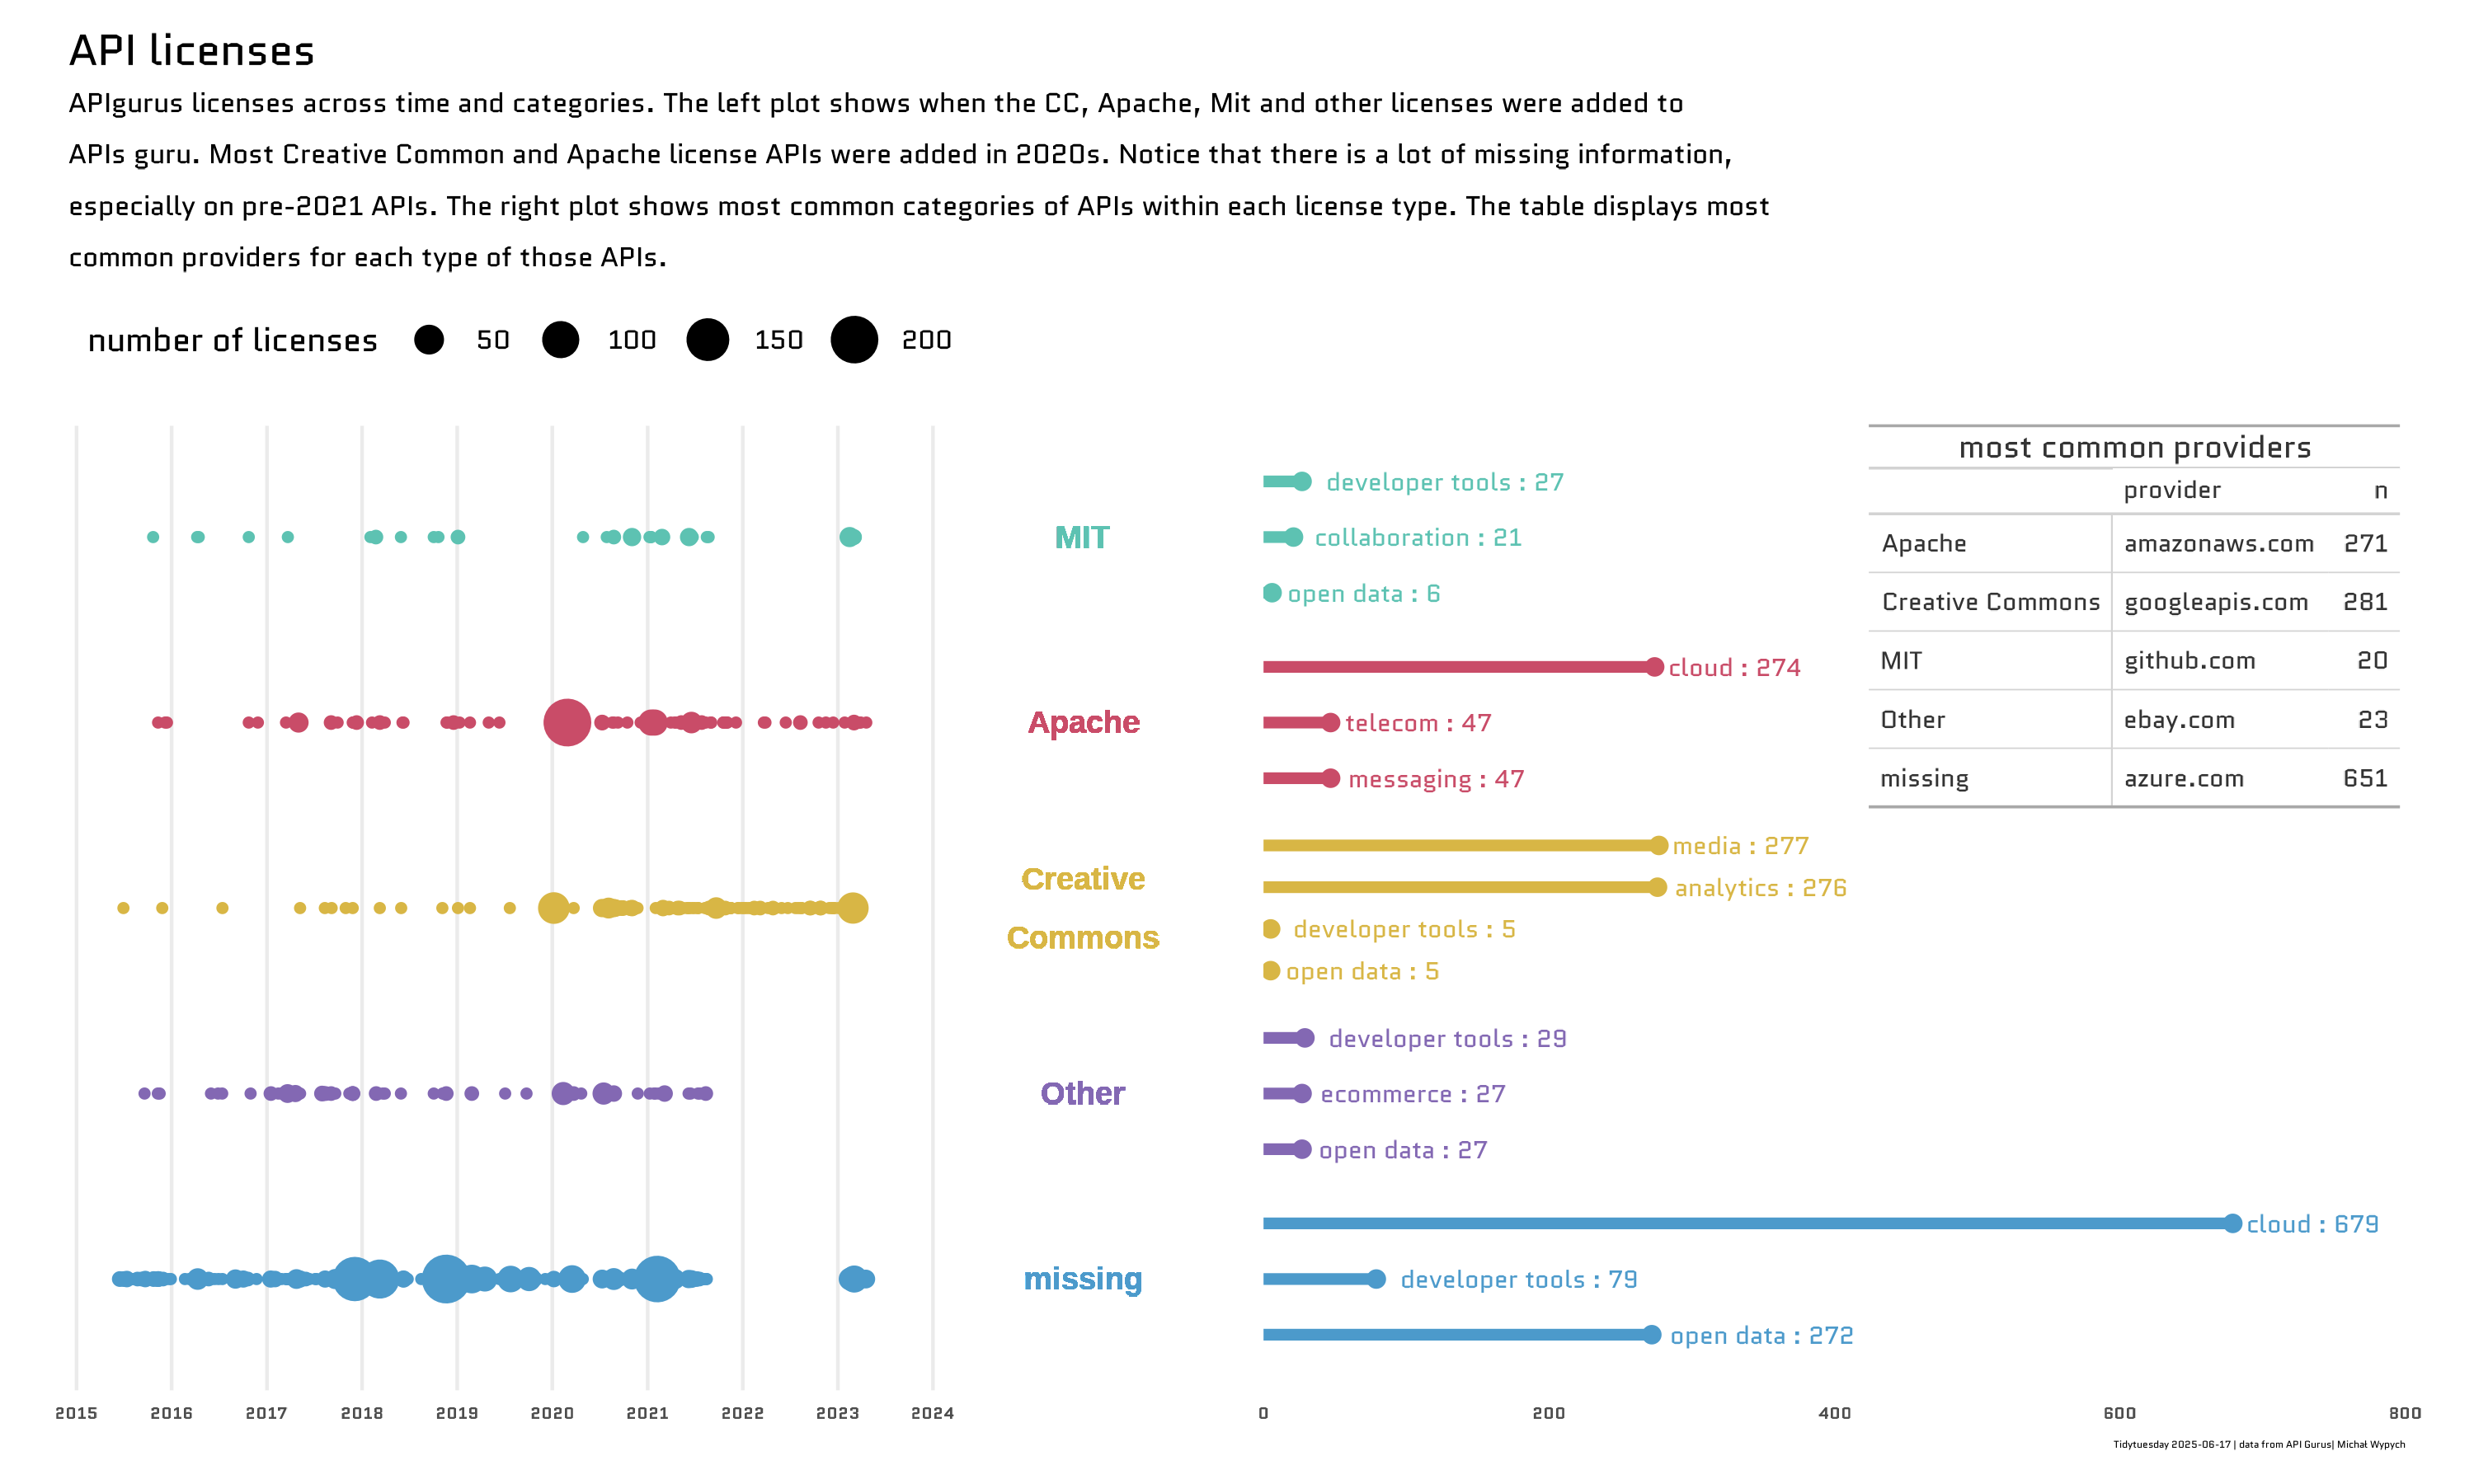 API licenses
APIgurus licenses across time and categories. The left plot shows when the CC, Apache, Mit and other licenses were added to
APIs guru. Most Creative Common and Apache license APIs were added in 2020s. Notice that there is a lot of missing information,
especially on pre-2021 APIs. The right plot shows most common categories of APIs within each license type. The table displays most
common providers for each type of those APIs.
number of licenses 50 100 150 200
MIT
Apache
Creative
Commons
Other
missing
2015 2016 2017 2018 2019 2020 2021 2022 2023 2024
developer tools : 27
collaboration : 21
open data : 6
cloud : 274
telecom : 47
messaging : 47
media : 277
analytics : 276
developer tools : 5
open data : 5
developer tools : 29
ecommerce : 27
open data : 27
cloud : 679
developer tools : 79
open data : 272
0 200 400 600 800
most common providers
provider n
Apache amazonaws.com 271
Creative Commons googleapis.com 281
MIT github.com 20
Other ebay.com 23
missing azure.com 651
Tidytuesday 2025-06-17 | data from API Gurus| Michał Wypych